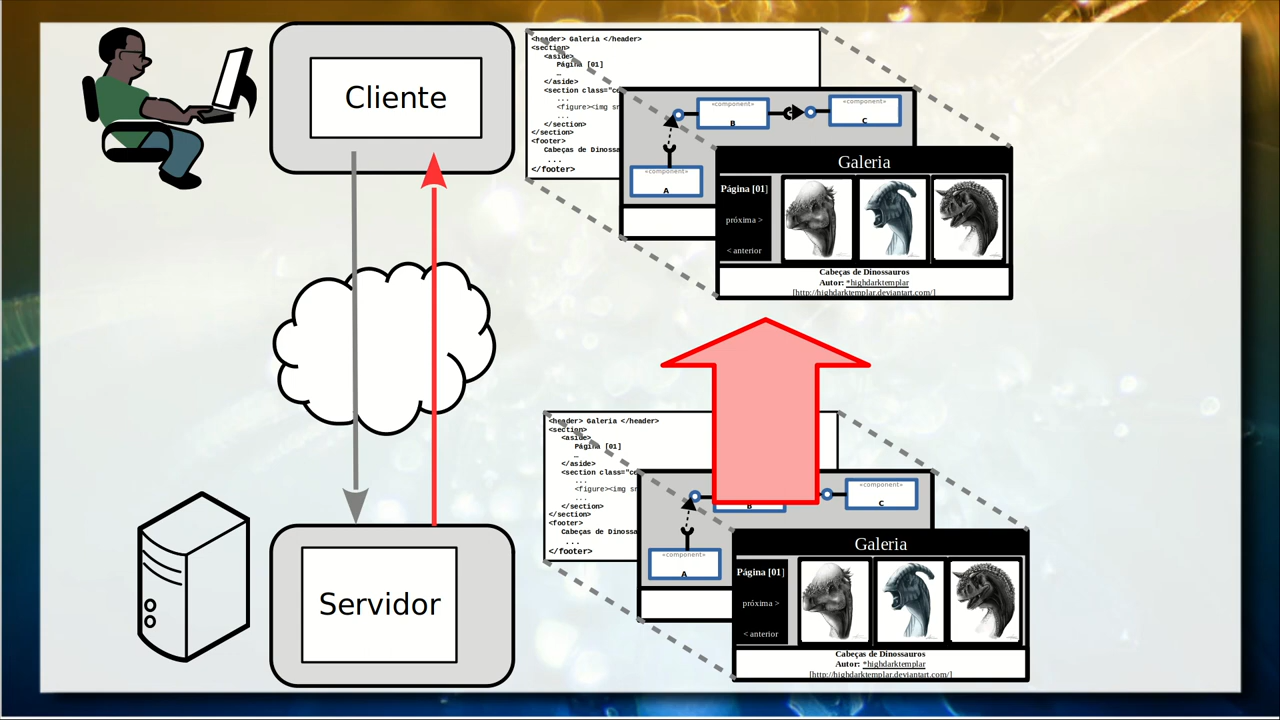 Cliente
<header> Galeria </header>
<section>
<aside>
Página [01]
…
</aside>
<section class="ce
...
<figure><img sr
...
</section>
</section>
<footer>
Cabeças de Dinossa
...
</footer>
«component»
B
«component»
C
«component»
A
Galeria
Página [01]
próxima >
< anterior
Cabeças de Dinossauros
Autor: *highdarktemplar
[http://highdarktemplar.deviantart.com/]
Servidor
<header> Galeria </header>
<section>
<aside>
Página [01]
…
</aside>
<section class="ce
...
<figure><img sr
...
</section>
</section>
<footer>
Cabeças de Dinossa
...
</footer>
B
«component»
C
«component»
A
Galeria
Página [01]
próxima >
< anterior
Cabeças de Dinossauros
Autor: *highdarktemplar
[http://highdarktemplar.deviantart.com/]